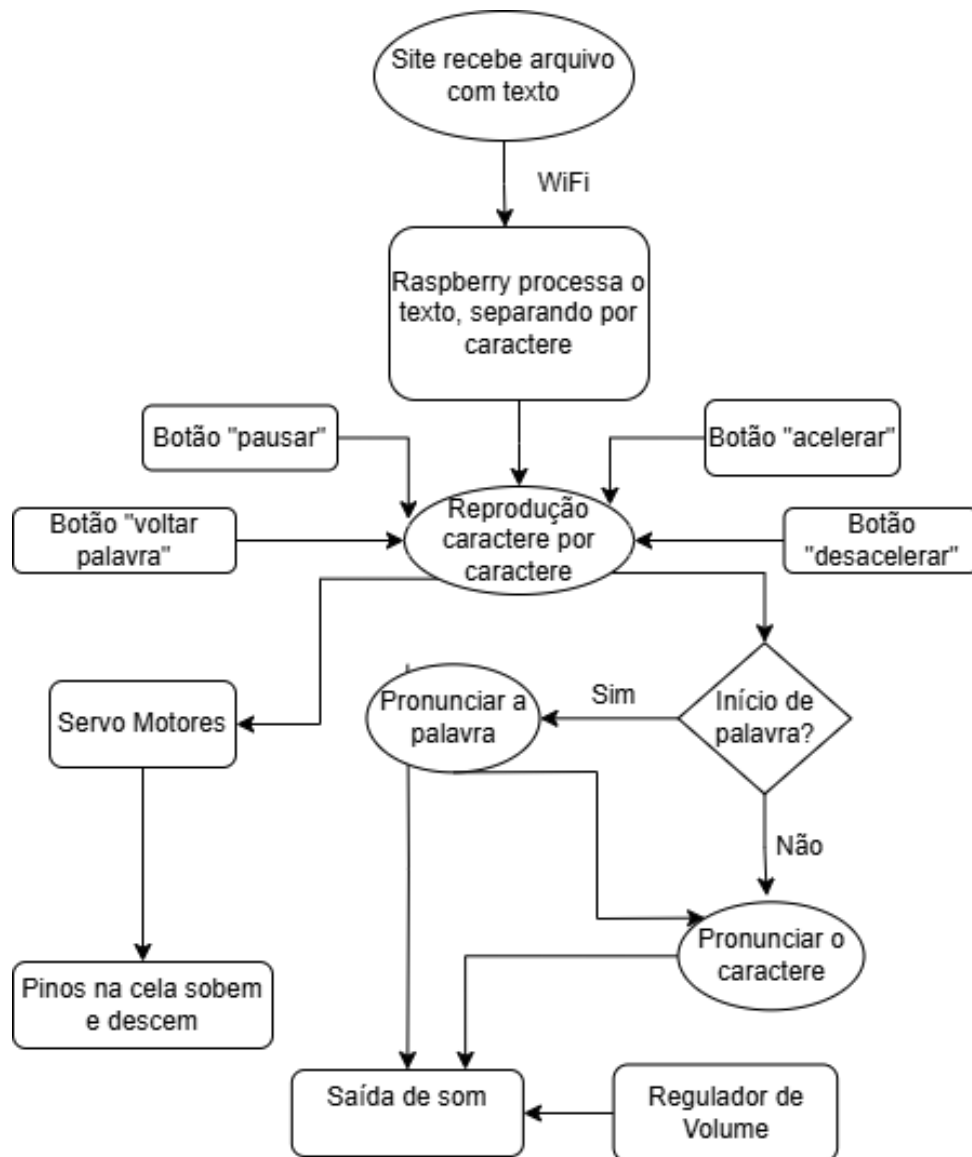 Site recebe arquivo
com texto
WiFi
Raspberry processa o
texto, separando por
caractere
Botão "pausar"
Botão "acelerar"
Botão "voltar
palavra"
Reprodução
caractere por
caractere
Botão
"desacelerar"
Servo Motores
Pronunciar a
palavra
Sim
Início de
palavra?
Não
Pinos na cela sobem
e descem
Pronunciar o
caractere
Saída de som
Regulador de
Volume